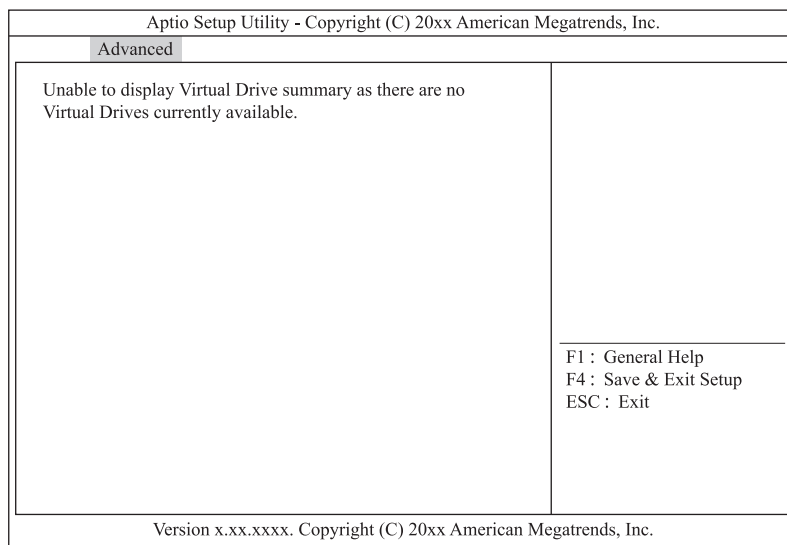 Aptio Setup Utility - Copyright (C) 20xx American Megatrends, Inc.
Advanced
Unable to display Virtual Drive summary as there are no
Virtual Drives currently available.
F1 : General Help
F4 : Save & Exit Setup
ESC : Exit
Version x.xx.xxxx. Copyright (C) 20xx American Megatrends, Inc.